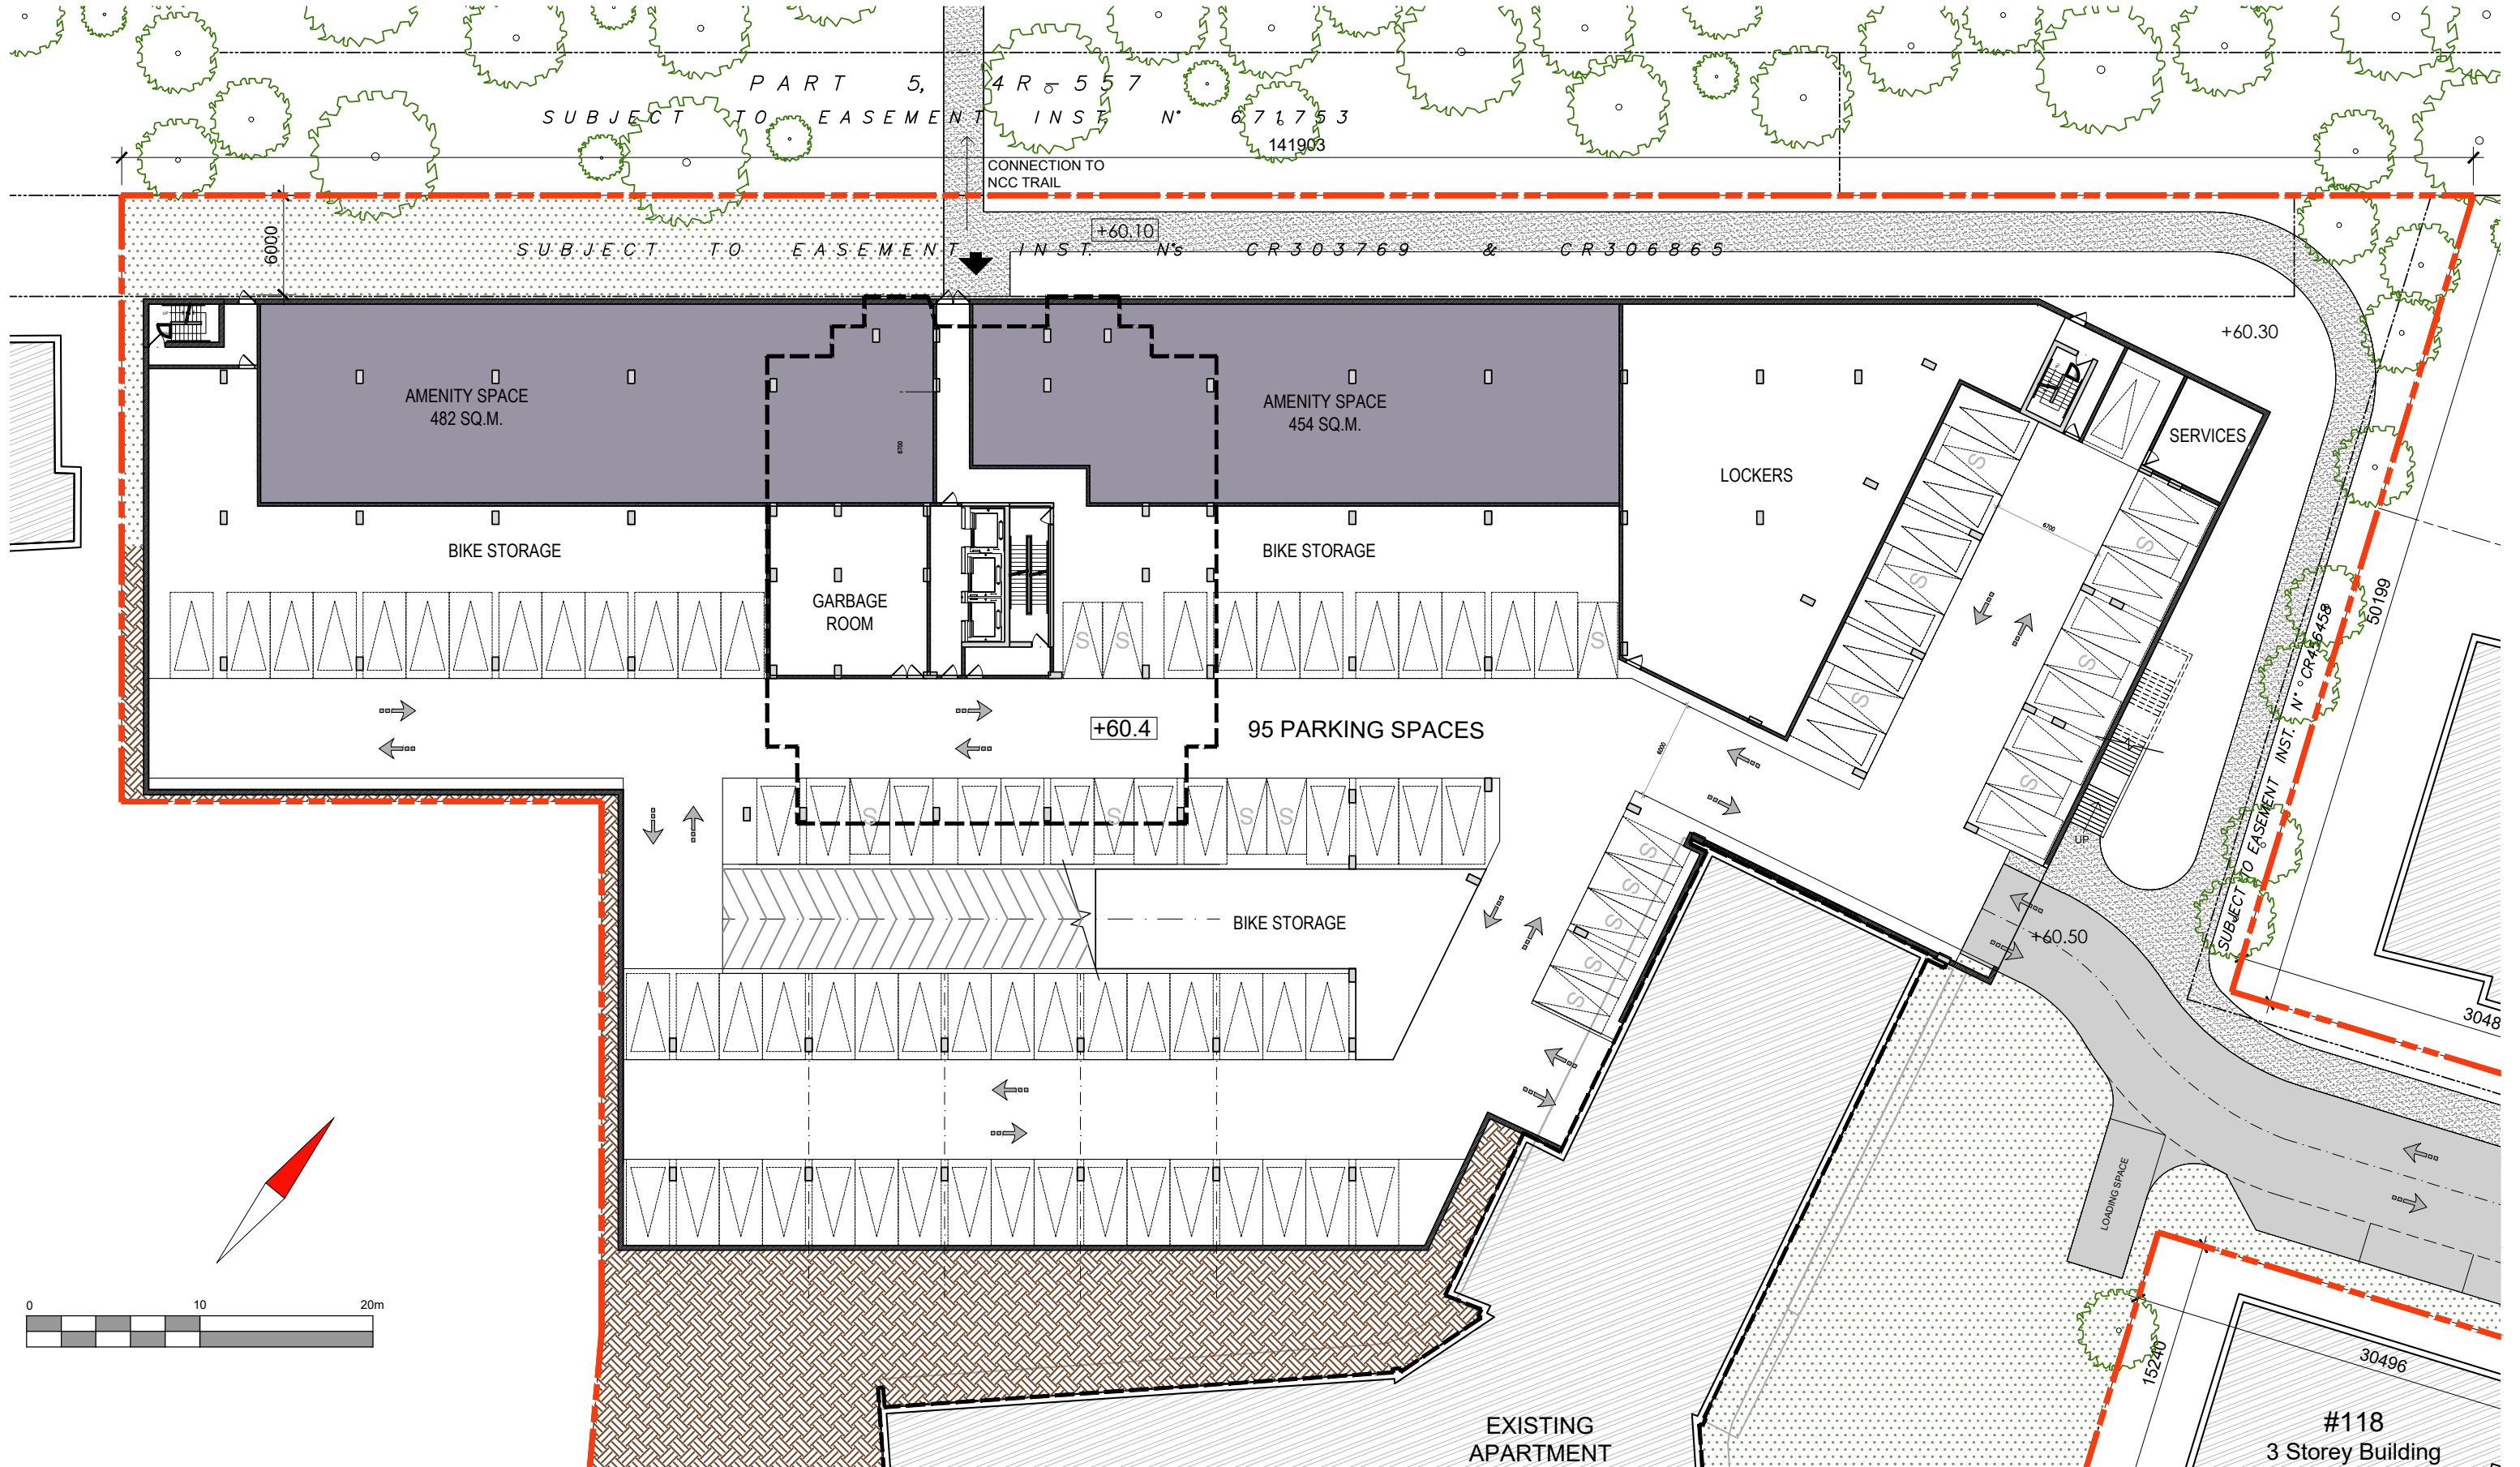 PART 5, 4R-557
SUBJECT TO EASEMENT INST N° 671753
141903
CONNECTION TO
NCC TRAIL
6000
+60.10
SUBJECT TO EASEMENT INST. N's CR303769 & CR306865
+60.30
AMENITY SPACE
482 SQ.M.
AMENITY SPACE
454 SQ.M.
6700
SERVICES
LOCKERS
S
6700
BIKE STORAGE
BIKE STORAGE
S
S
GARBAGE
ROOM
50199
S
S
S
S
S
SUBJECT TO EASEMENT INST. N° CR456458
S
+60.4
95 PARKING SPACES
6000
S
S
S
S
S
UP
S
S
S
S
S
BIKE STORAGE
+60.50
3048
LOADING SPACE
0
10
20m
15240
30496
EXISTING
APARTMENT
#118
3 Storey Building